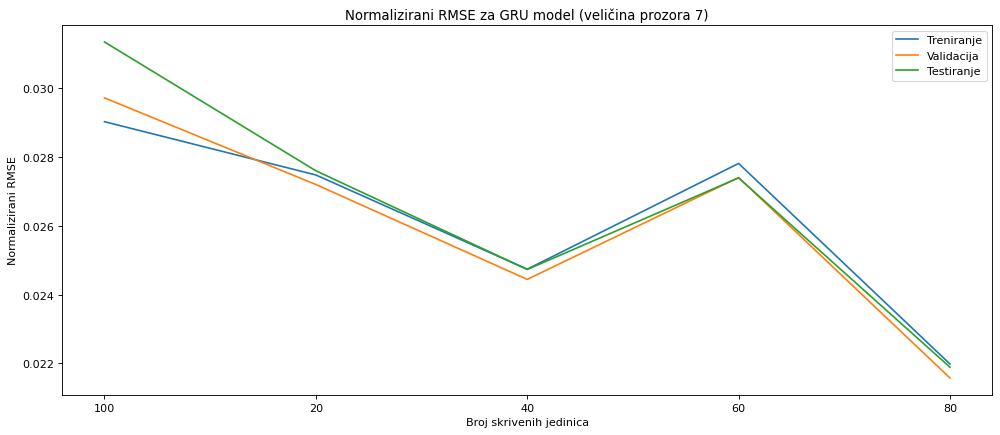 Normalizirani RMSE za GRU model (veličina prozora 7)
Treniranje
Validacija
Testiranje
Normalizirani RMSE
0.030
0.028
0.026
0.024
0.022
100 20 40 60 80
Broj skrivenih jedinica